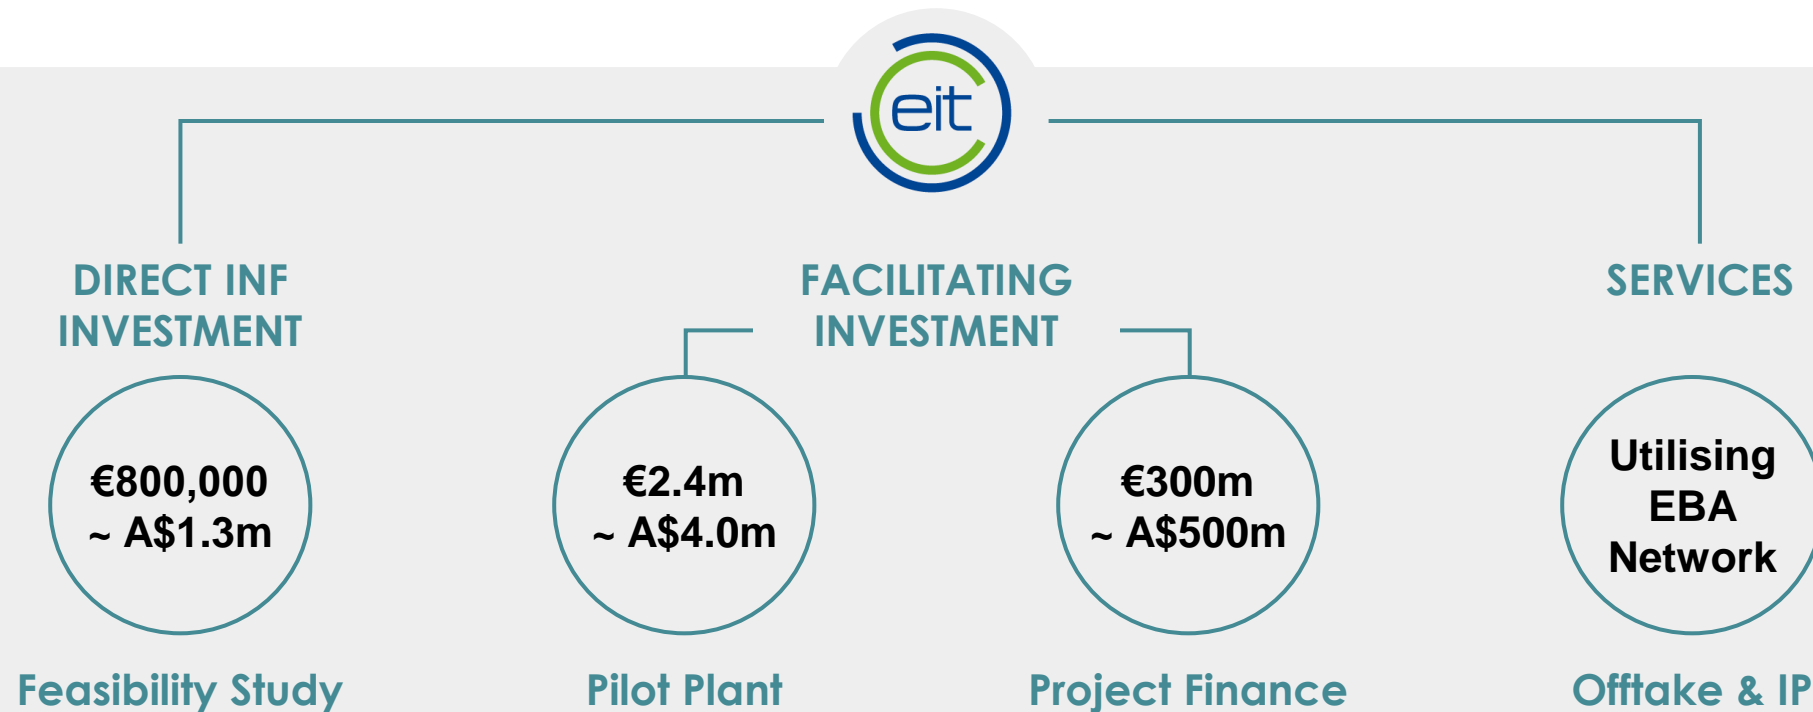 eit
DIRECT INF
INVESTMENT
FACILITATING
INVESTMENT
SERVICES
€800,000
~ A$1.3m
€2.4m
~ A$4.0m
€300m
~ A$500m
Utilising
EBA
Network
Feasibility Study
Pilot Plant
Project Finance
Offtake & IP